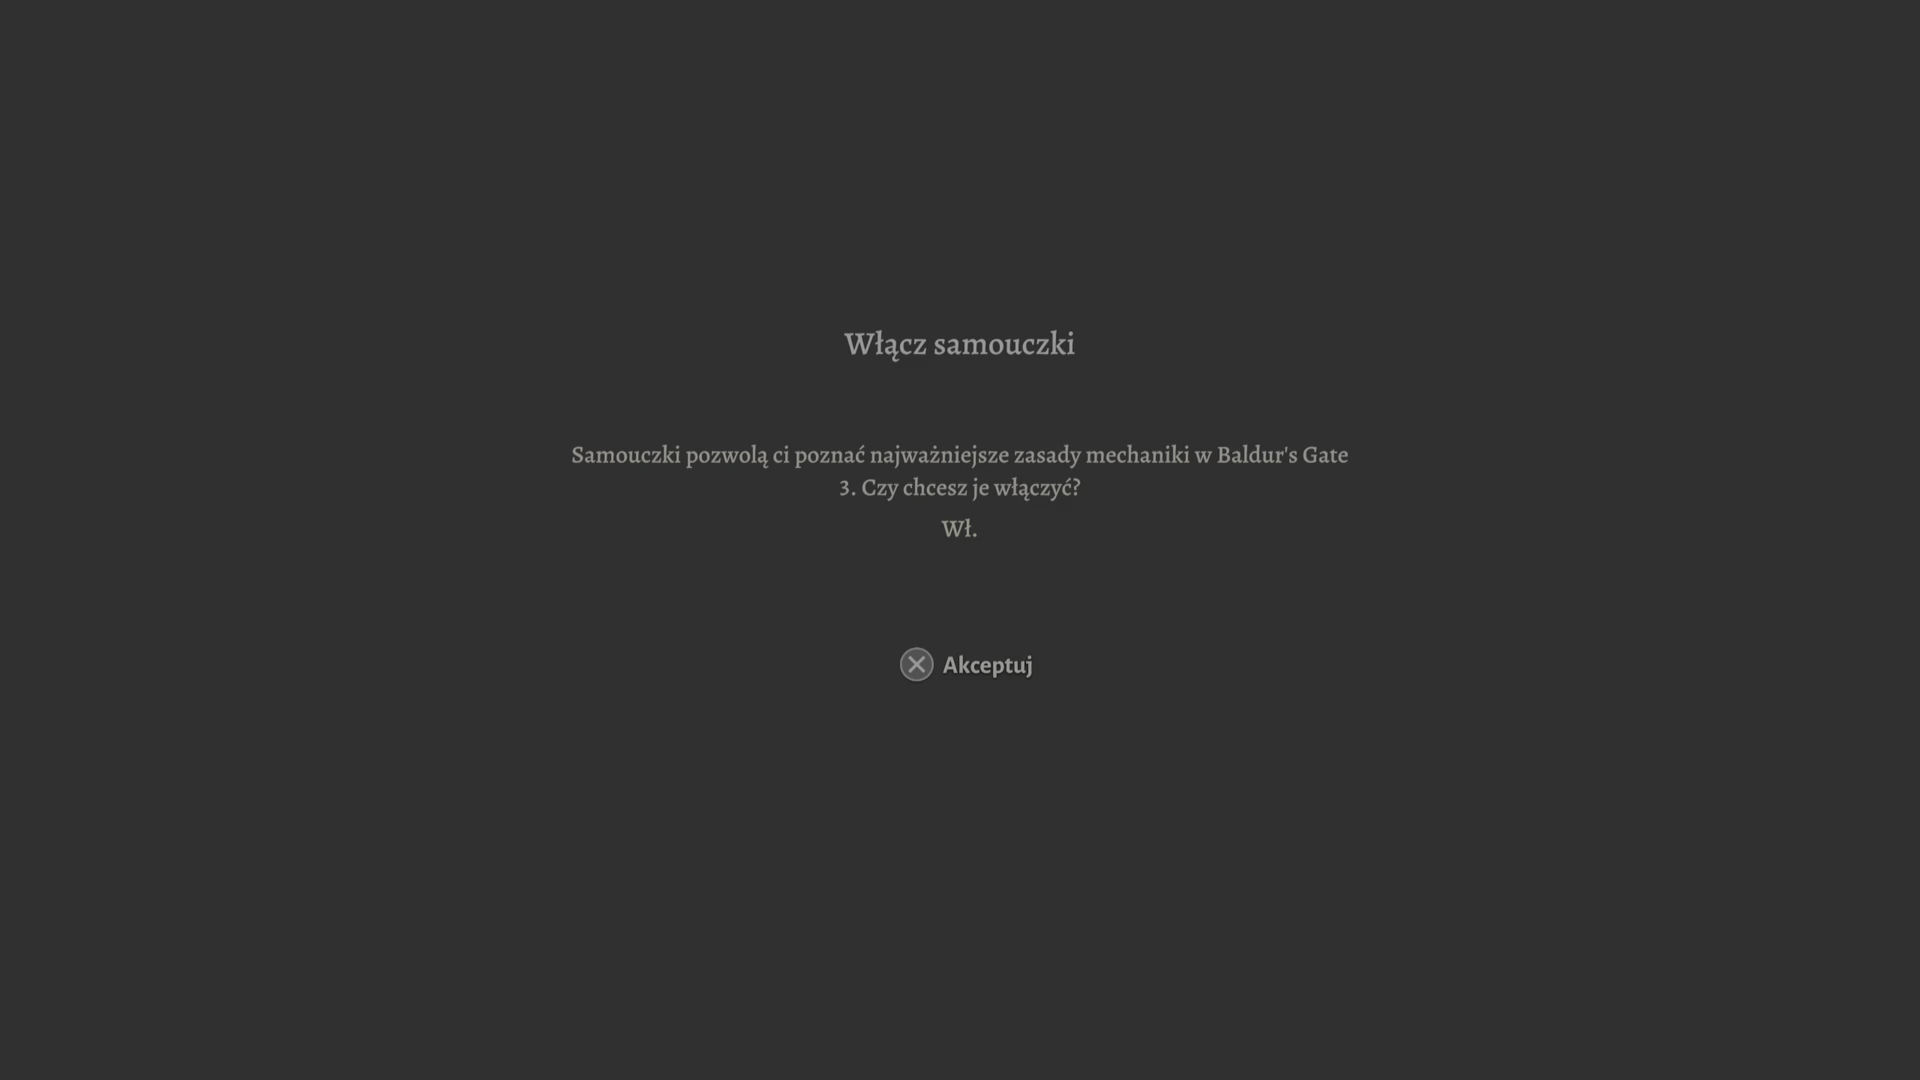 Włącz samouczki
Samouczki pozwolą ci poznać najważniejsze zasady mechaniki w Baldur's Gate
3. Czy chcesz je włączyć?
Wł.
Akceptuj